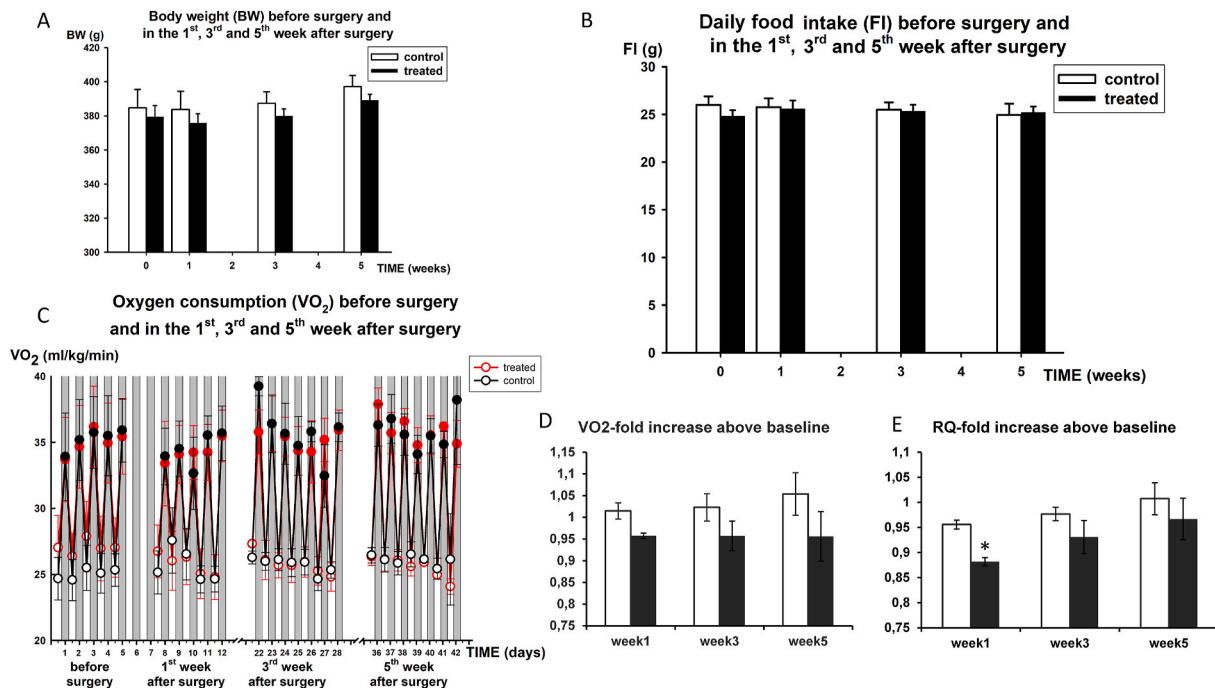 A
Body weight (BW) before surgery and
in the 1st, 3rd and 5th week after surgery
BW (g)
control
treated
420
400
380
360
340
320
300
0 1 2 3 4 5
TIME (weeks)
B
Daily food intake (FI) before surgery and
in the 1st, 3rd and 5th week after surgery
FI (g)
control
treated
30
25
20
15
10
5
0
0 1 2 3 4 5
TIME (weeks)
C
Oxygen consumption (VO2) before surgery
and in the 1st, 3rd and 5th week after surgery
VO2 (ml/kg/min)
treated
control
40
35
30
25
20
1 2 3 4 5 6 7 8 9 10 11 12 22 23 24 25 26 27 28 36 37 38 39 40 41 42 TIME (days)
before
surgery
1st week
after surgery
3rd week
after surgery
5th week
after surgery
D
VO2-fold increase above baseline
1,15
1,1
1,05
1
0,95
0,9
0,85
0,8
0,75
week1 week3 week5
E
RQ-fold increase above baseline
1,1
1,05
1
0,95
0,9
0,85
0,8
0,75
*
week1 week3 week5